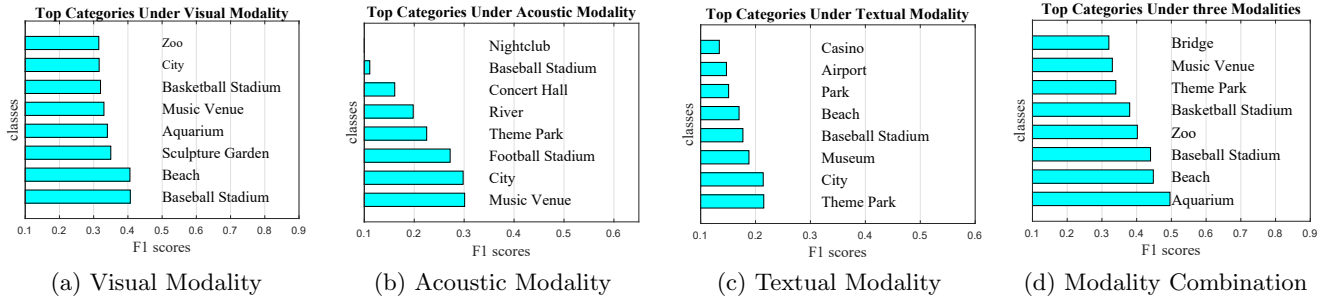 Top Categories Under Visual Modality
Zoo
City
Basketball Stadium
Music Venue
Aquarium
Sculpture Garden
Beach
Baseball Stadium
classes
0.1 0.2 0.3 0.4 0.5 0.6 0.7 0.8 0.9
F1 scores
(a) Visual Modality
Top Categories Under Acoustic Modality
Nightclub
Baseball Stadium
Concert Hall
River
Theme Park
Football Stadium
City
Music Venue
classes
0.1 0.2 0.3 0.4 0.5 0.6
F1 scores
(b) Acoustic Modality
Top Categories Under Textual Modality
Casino
Airport
Park
Beach
Baseball Stadium
Museum
City
Theme Park
classes
0.1 0.2 0.3 0.4 0.5 0.6
F1 scores
(c) Textual Modality
Top Categories Under three Modalities
Bridge
Music Venue
Theme Park
Basketball Stadium
Zoo
Baseball Stadium
Beach
Aquarium
classes
0.1 0.2 0.3 0.4 0.5 0.6 0.7 0.8 0.9
F1 scores
(d) Modality Combination